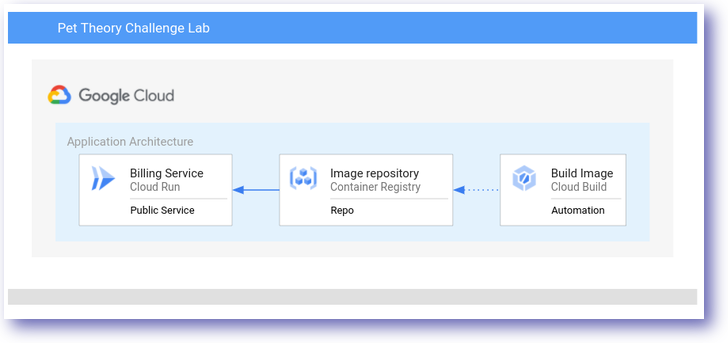 Pet Theory Challenge Lab
Google Cloud
Application Architecture
Billing Service
Cloud Run
Public Service
Image repository
Container Registry
Repo
Build Image
Cloud Build
Automation